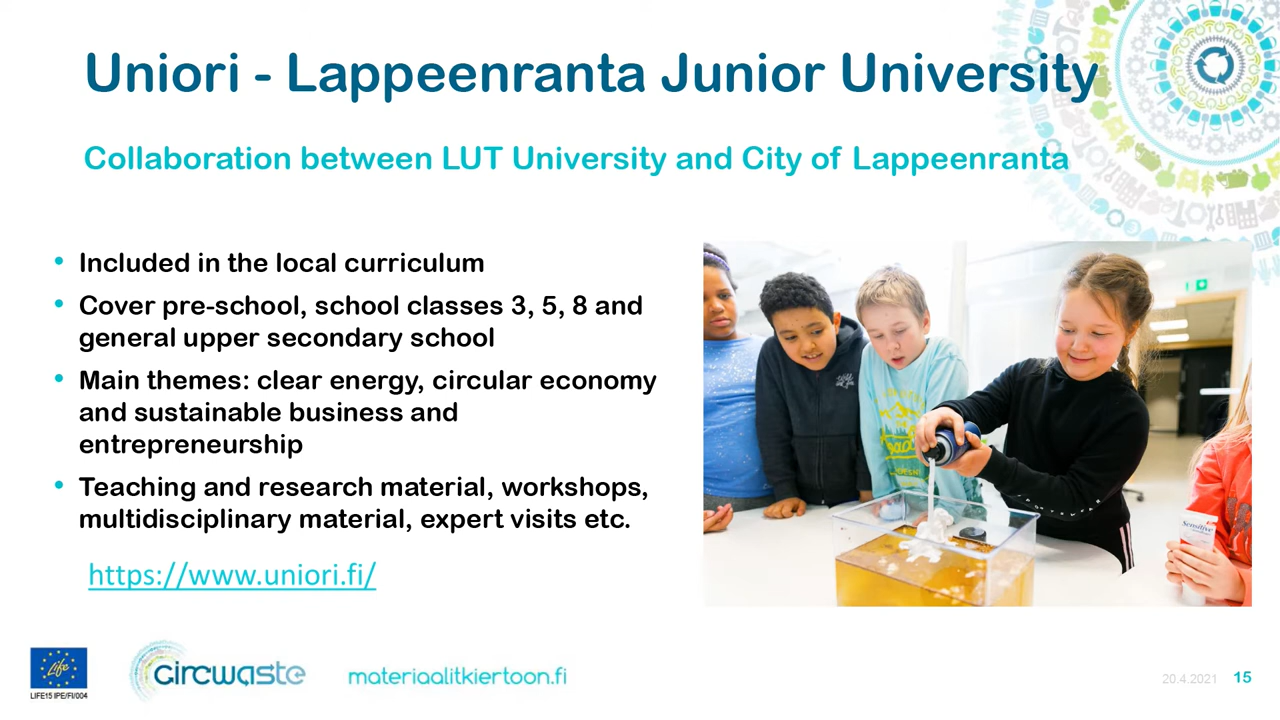 Uniori - Lappeenranta Junior University
Collaboration between LUT University and City of Lappeenranta
• Included in the local curriculum
• Cover pre-school, school classes 3, 5, 8 and
general upper secondary school
• Main themes: clear energy, circular economy
and sustainable business and
entrepreneurship
• Teaching and research material, workshops,
multidisciplinary material, expert visits etc.
https://www.uniori.fi/
Sensitive
Life
LIFE15 IPE/FI/004
circwaste
materiaalitkiertoon.fi
20.4.2021 15